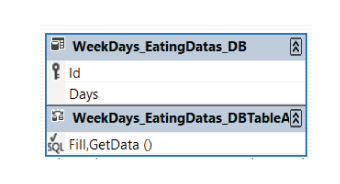 WeekDays_EatingDatas_DB
Id
Days
WeekDays_EatingDatas_DBTableA
SQL Fill,GetData ()